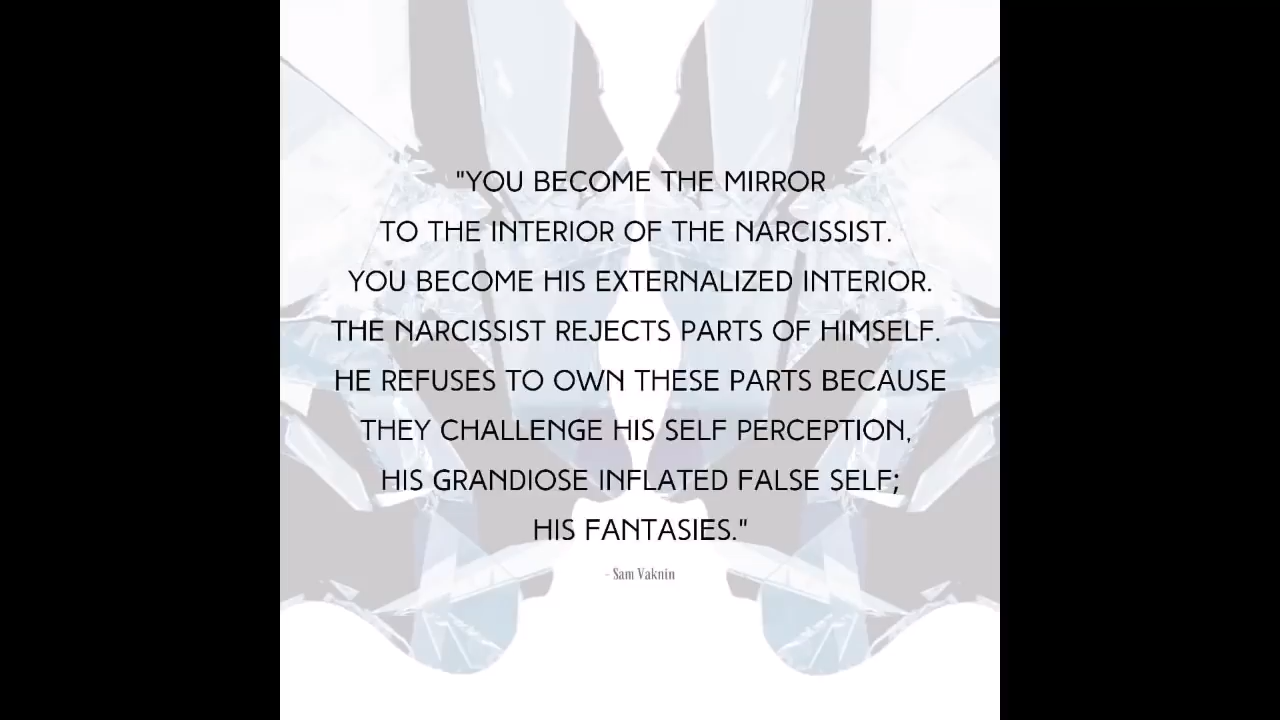 "YOU BECOME THE MIRROR
TO THE INTERIOR OF THE NARCISSIST.
YOU BECOME HIS EXTERNALIZED INTERIOR.
THE NARCISSIST REJECTS PARTS OF HIMSELF.
HE REFUSES TO OWN THESE PARTS BECAUSE
THEY CHALLENGE HIS SELF PERCEPTION,
HIS GRANDIOSE INFLATED FALSE SELF;
HIS FANTASIES."
- Sam Vaknin